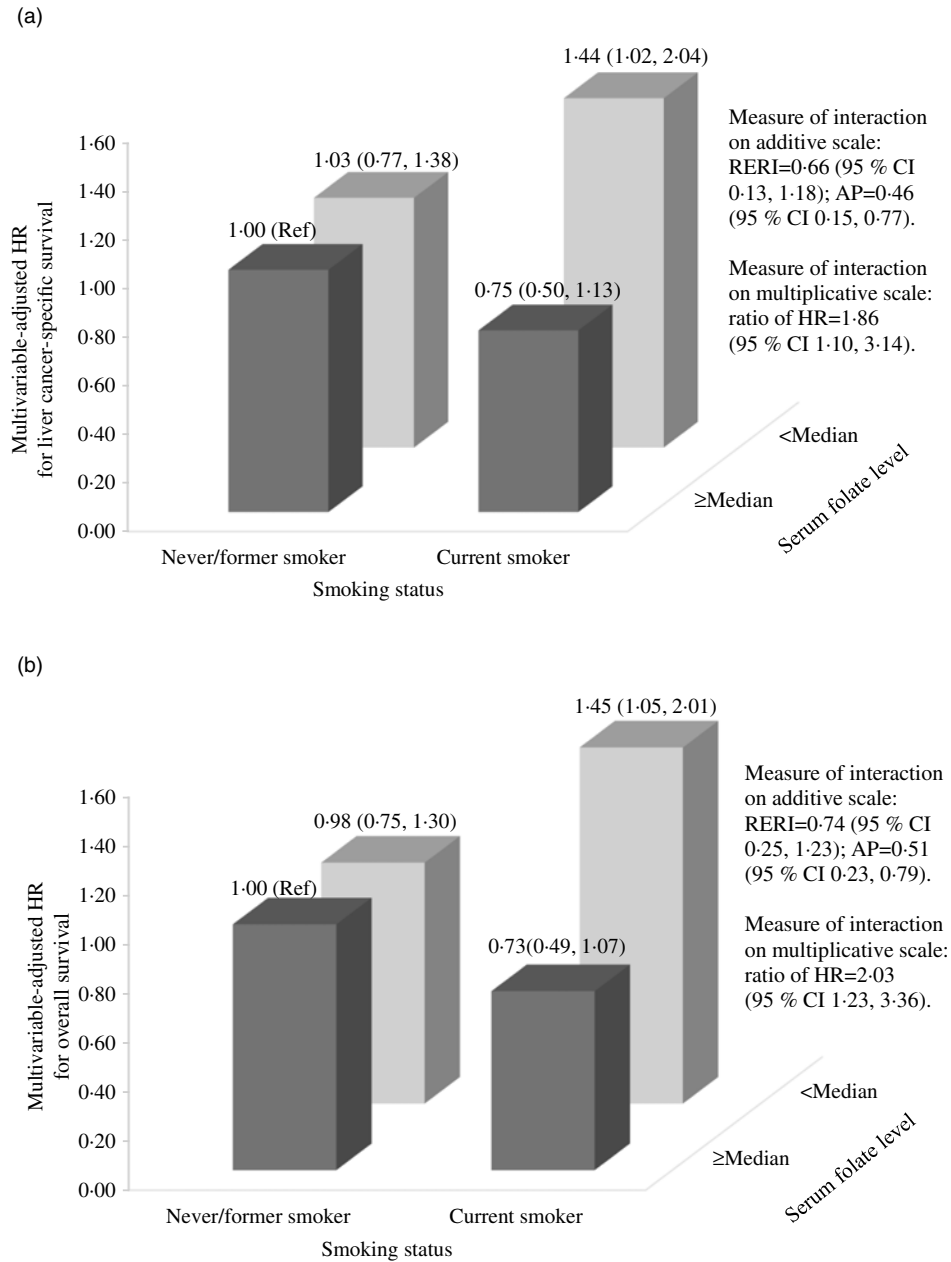 (a)
1·44 (1·02, 2·04)
1·03 (0·77, 1·38)
1·00 (Ref)
0·75 (0·50, 1·13)
Measure of interaction
on additive scale:
RERI=0·66 (95 % CI
0·13, 1·18); AP=0·46
(95 % CI 0·15, 0·77).
Measure of interaction
on multiplicative scale:
ratio of HR=1·86
(95 % CI 1·10, 3·14).
Multivariable-adjusted HR
for liver cancer-specific survival
1·60
1·40
1·20
1·00
0·80
0·60
0·40
0·20
0·00
<Median
≥Median
Serum folate level
Never/former smoker
Current smoker
Smoking status
(b)
1·45 (1·05, 2·01)
0·98 (0·75, 1·30)
1·00 (Ref)
0·73(0·49, 1·07)
Measure of interaction
on additive scale:
RERI=0·74 (95 % CI
0·25, 1·23); AP=0·51
(95 % CI 0·23, 0·79).
Measure of interaction
on multiplicative scale:
ratio of HR=2·03
(95 % CI 1·23, 3·36).
Multivariable-adjusted HR
for overall survival
1·60
1·40
1·20
1·00
0·80
0·60
0·40
0·20
0·00
<Median
≥Median
Serum folate level
Never/former smoker
Current smoker
Smoking status